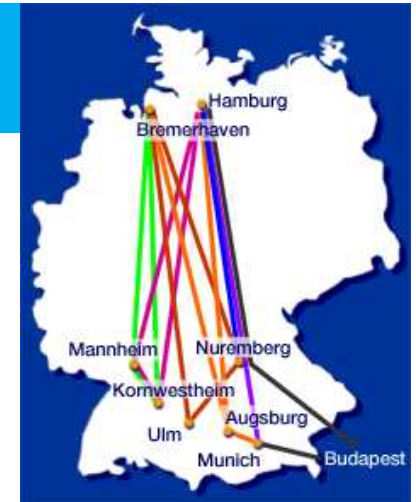 Hamburg
Bremerhaven
Mannheim
Nuremberg
Kornwestheim
Augsburg
Ulm
Munich
Budapest